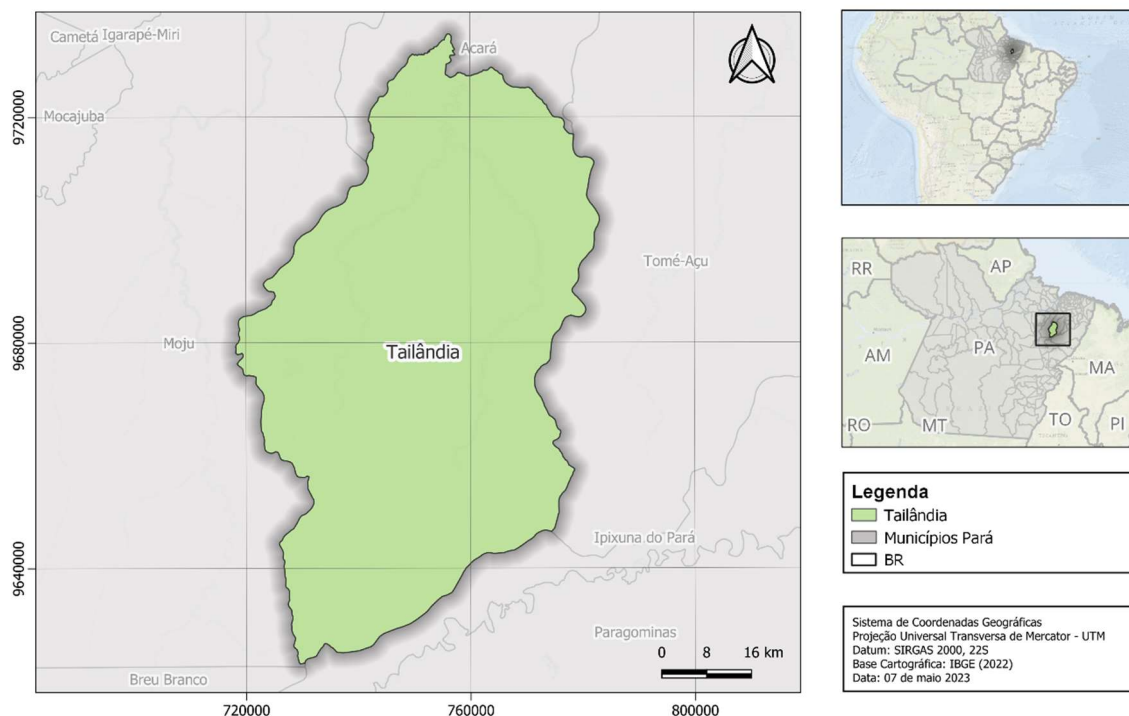 Cametá
Igarapé-Miri
Acará
Mocajuba
Tomé-Açu
Moju
Tailândia
Ipixuna do Pará
Paragominas
Breu Branco
0 8 16 km
9720000
9680000
9640000
720000 760000 800000
RR
AP
AM
PA
MA
RO
MT
TO
PI
Legenda
Tailândia
Municípios Pará
BR
Sistema de Coordenadas Geográficas
Projeção Universal Transversa de Mercator - UTM
Datum: SIRGAS 2000, 22S
Base Cartográfica: IBGE (2022)
Data: 07 de maio 2023